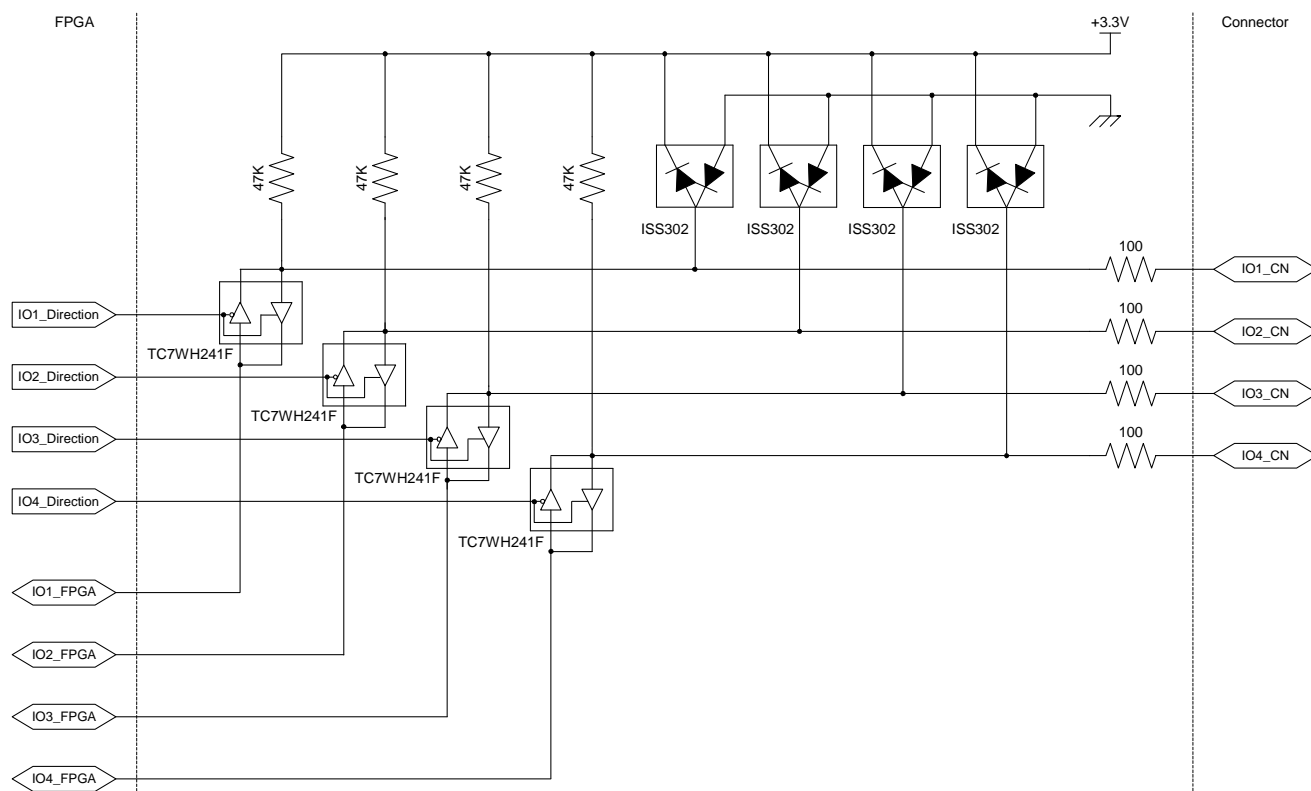 FPGA
+3.3V
Connector
47K
47K
47K
47K
ISS302
ISS302
ISS302
ISS302
100
IO1_CN
IO1_Direction
100
IO2_CN
TC7WH241F
IO2_Direction
100
IO3_CN
TC7WH241F
IO3_Direction
100
IO4_CN
TC7WH241F
IO4_Direction
TC7WH241F
IO1_FPGA
IO2_FPGA
IO3_FPGA
IO4_FPGA